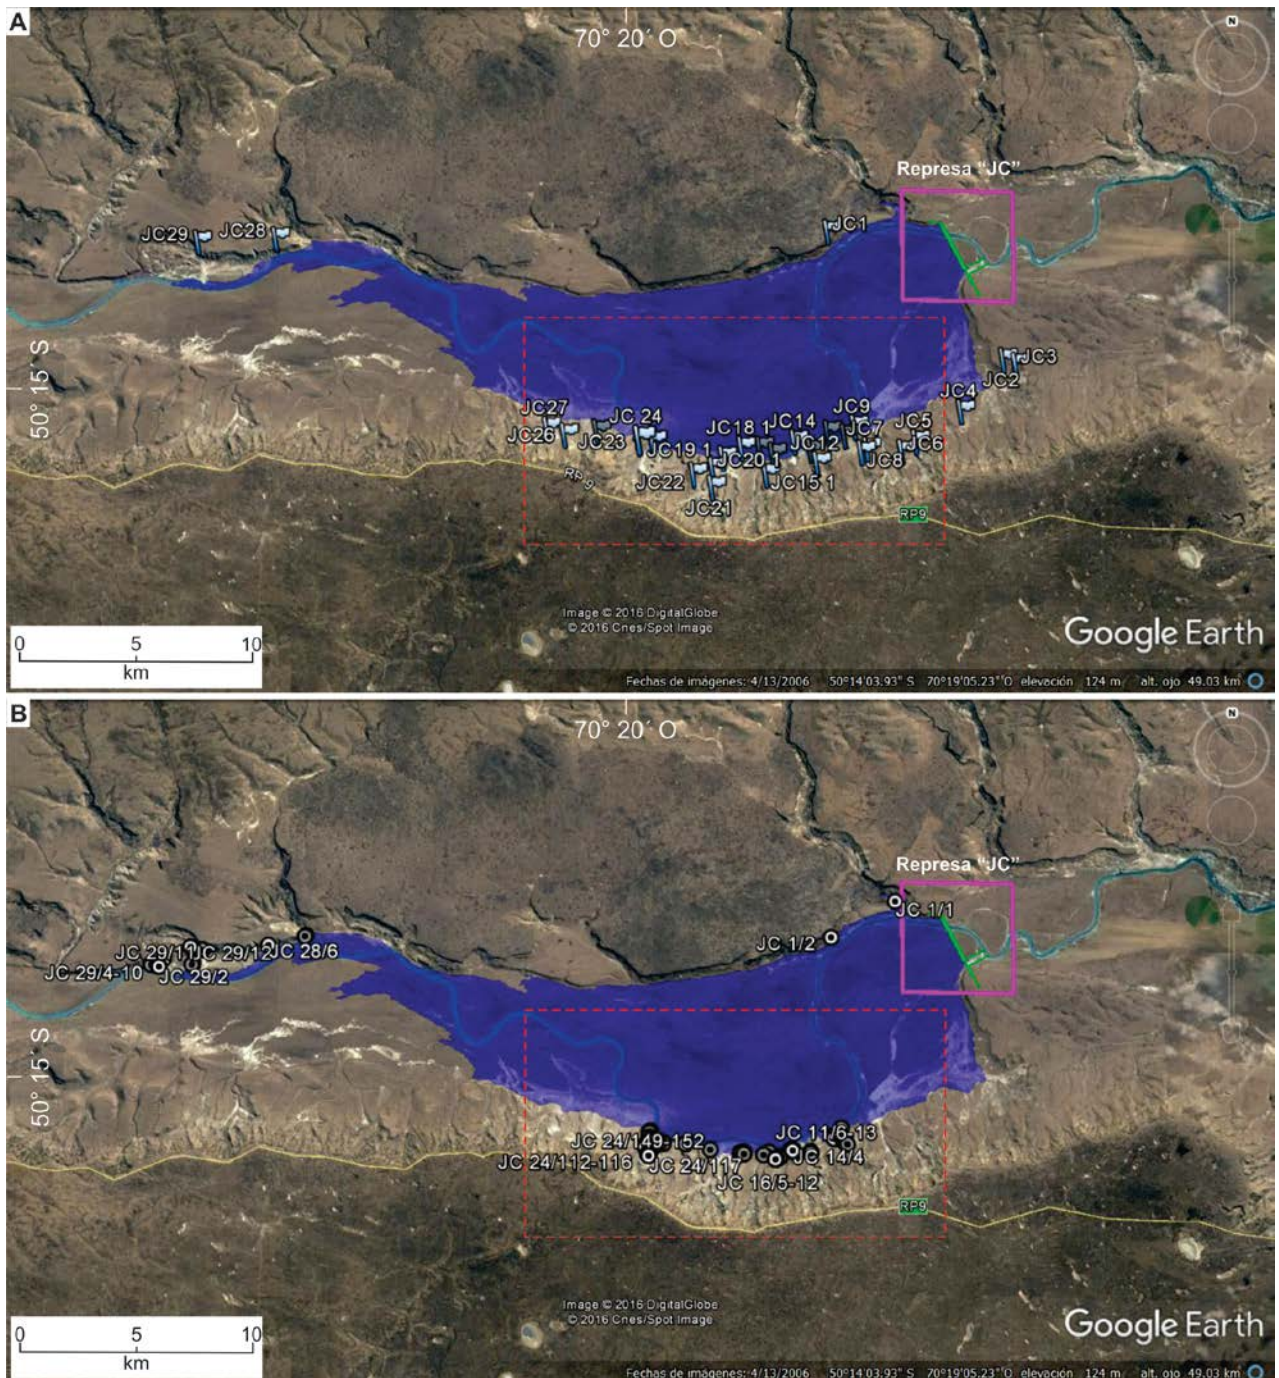 A
70° 20´ O
N
Represa “JC”
JC29
JC28
JC1
50° 15´ S
JC3
JC2
JC4
JC27
JC 24
JC18 1
JC14
JC9
JC5
JC26
JC23
JC19 1
JC12
JC7
JC6
JC20
JC8
JC22
JC15 1
JC21
RP 9
RP9
0 5 10
km
Image © 2016 DigitalGlobe
© 2016 Cnes/Spot Image
Google Earth
Fechas de imágenes: 4/13/2006 50°14'03.93" S 70°19'05.23" O elevación 124 m alt. ojo 49.03 km
B
70° 20´ O
N
Represa “JC”
JC 1/1
JC 1/2
JC 29/11
JC 29/12
JC 28/6
JC 29/4-10
JC 29/2
50° 15´ S
JC 24/149-152
JC 11/6-13
JC 24/112-116
JC 24/117
JC 14/4
JC 16/5-12
RP9
0 5 10
km
Image © 2016 DigitalGlobe
© 2016 Cnes/Spot Image
Google Earth
Fechas de imágenes: 4/13/2006 50°14'03.93" S 70°19'05.23" O elevación 124 m alt. ojo 49.03 km